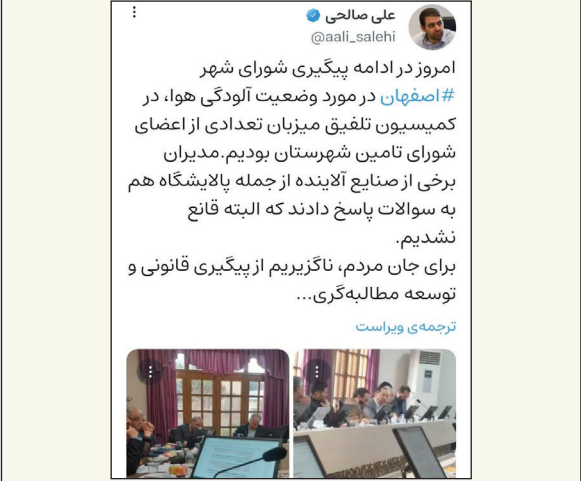 علی صالحی
@aali_salehi
امروز در ادامه پیگیری شورای شهر
#اصفهان در مورد وضعیت آلودگی هوا، در
کمیسیون تلفیق میزبان تعدادی از اعضای
شورای تامین شهرستان بودیم.مدیران
برخی از صنایع آلاینده از جمله پالایشگاه هم
به سوالات پاسخ دادند که البته قانع
نشدیم.
برای جان مردم، ناگزیریم از پیگیری قانونی و
توسعه مطالبه‌گری...
ترجمه‌ی ویراست